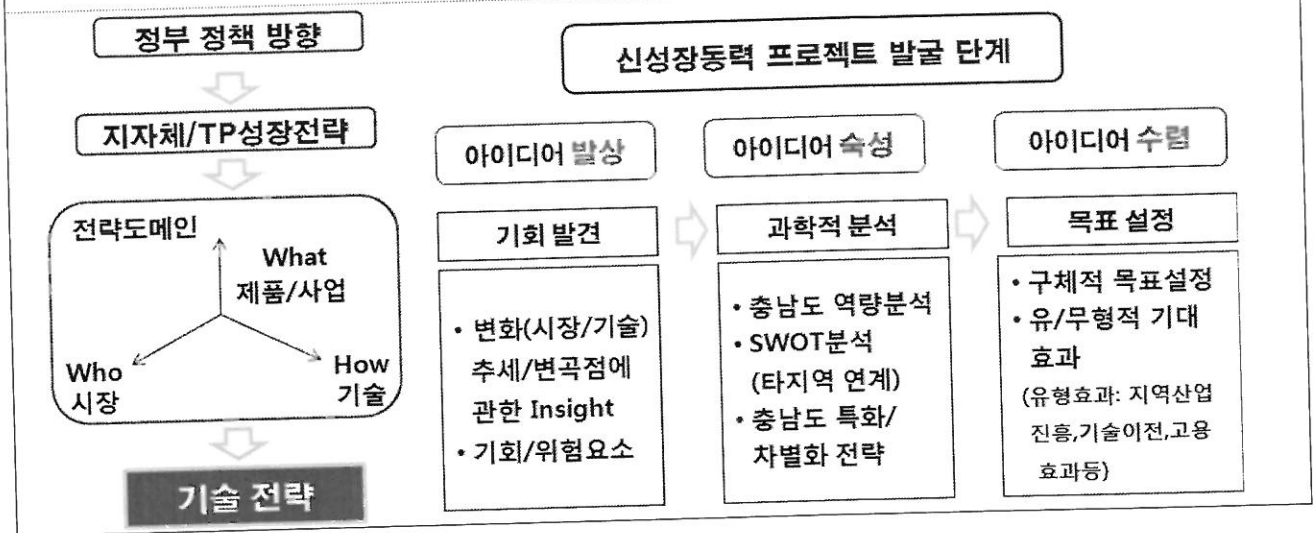 정부 정책 방향
지자체/TP성장전략
전략도메인
What
제품/사업
Who
시장
How
기술
기술 전략
신성장동력 프로젝트 발굴 단계
아이디어 발상
기회 발견
• 변화(시장/기술)
추세/변곡점에
관한 Insight
• 기회/위험요소
아이디어 숙성
과학적 분석
• 충남도 역량분석
• SWOT분석
(타지역 연계)
• 충남도 특화/
차별화 전략
아이디어 수렴
목표 설정
• 구체적 목표설정
• 유/무형적 기대
효과
(유형효과: 지역산업
진흥,기술이전,고용
효과등)